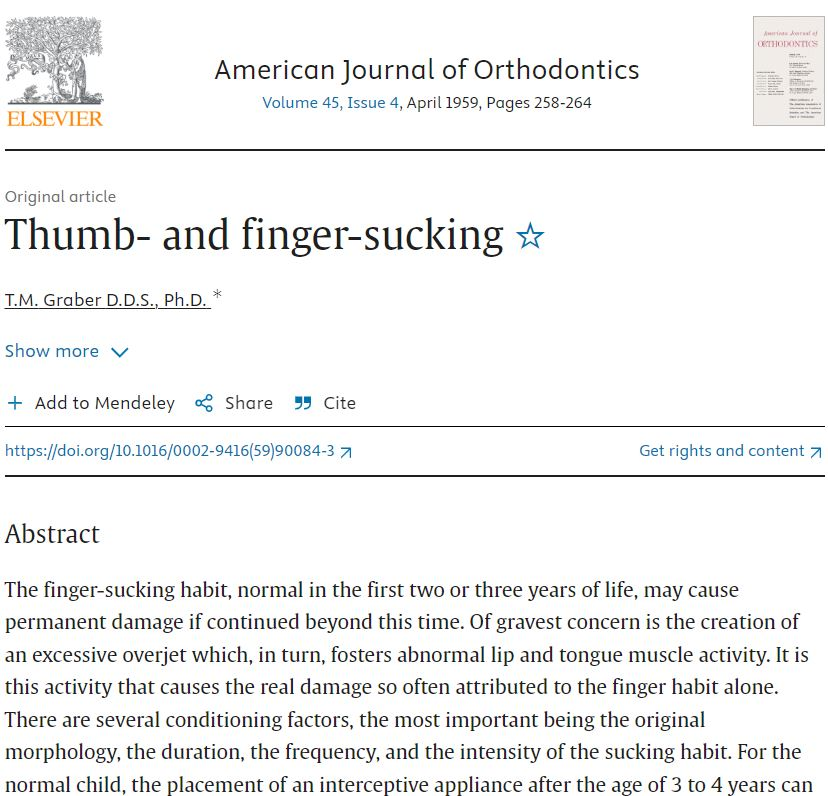 ELSEVIER
American Journal of Orthodontics
Volume 45, Issue 4, April 1959, Pages 258-264
American Journal of
ORTHODONTICS
Original article
Thumb- and finger-sucking ☆
T.M. Graber D.D.S., Ph.D. *
Show more
+ Add to Mendeley Share Cite
https://doi.org/10.1016/0002-9416(59)90084-3 Get rights and content
Abstract
The finger-sucking habit, normal in the first two or three years of life, may cause
permanent damage if continued beyond this time. Of gravest concern is the creation of
an excessive overjet which, in turn, fosters abnormal lip and tongue muscle activity. It is
this activity that causes the real damage so often attributed to the finger habit alone.
There are several conditioning factors, the most important being the original
morphology, the duration, the frequency, and the intensity of the sucking habit. For the
normal child, the placement of an interceptive appliance after the age of 3 to 4 years can